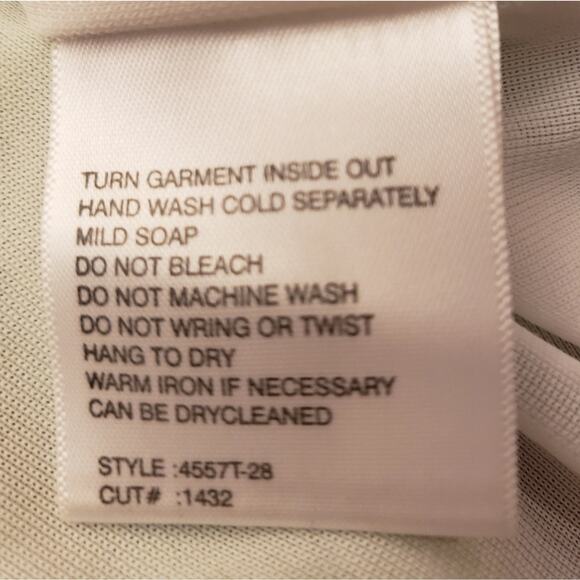 TURN GARMENT INSIDE OUT
HAND WASH COLD SEPARATELY
MILD SOAP
DO NOT BLEACH
DO NOT MACHINE WASH
DO NOT WRING OR TWIST
HANG TO DRY
WARM IRON IF NECESSARY
CAN BE DRYCLEANED
STYLE :4557T-28
CUT# :1432